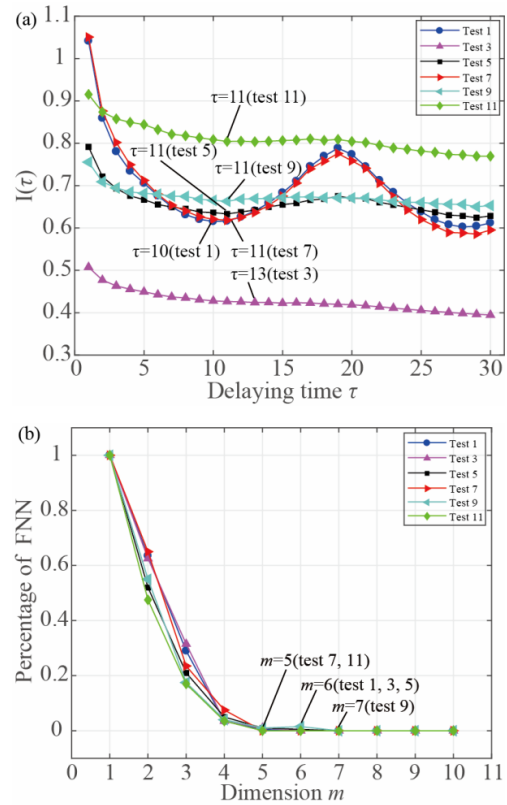 (a)
1.1
1
0.9
0.8
0.7
0.6
0.5
0.4
0.3
I(τ)
Test 1
Test 3
Test 5
Test 7
Test 9
Test 11
τ=11(test 11)
τ=11(test 5)
τ=11(test 9)
τ=10(test 1)
τ=11(test 7)
τ=13(test 3)
0 5 10 15 20 25 30
Delaying time τ
(b)
1
0.8
0.6
0.4
0.2
0
Percentage of FNN
Test 1
Test 3
Test 5
Test 7
Test 9
Test 11
m=5(test 7, 11)
m=6(test 1, 3, 5)
m=7(test 9)
0 1 2 3 4 5 6 7 8 9 10 11
Dimension m